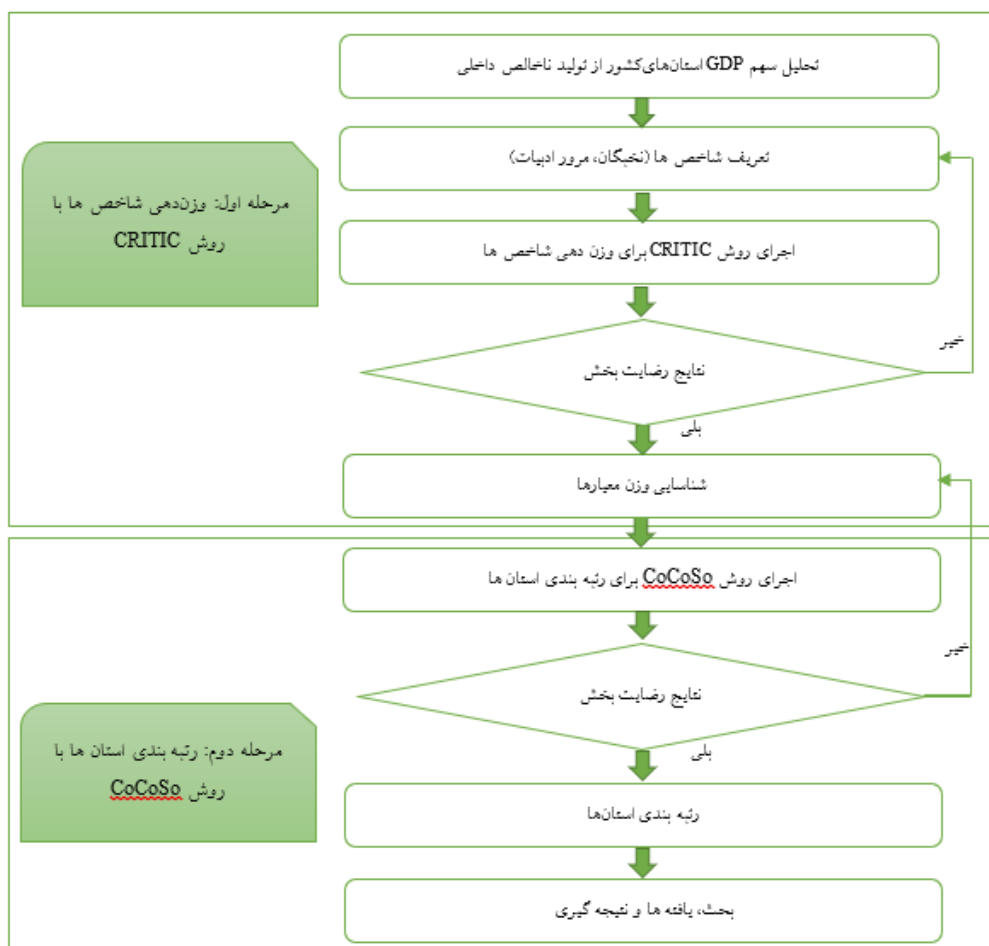 تحلیل سهم GDP استان‌های‌کشور از تولید ناخالص داخلی
تعریف شاخص ها (نخبگان، مرور ادبیات)
مرحله اول: وزن‌دهی شاخص ها با
روش CRITIC
اجرای روش CRITIC برای وزن دهی شاخص ها
خیر
نتایج رضایت بخش
بلی
شناسایی وزن معیارها
اجرای روش CoCoSo برای رتبه بندی استان ها
خیر
نتایج رضایت بخش
مرحله دوم: رتبه بندی استان ها با
روش CoCoSo
بلی
رتبه بندی استان‌ها
بحث، یافته ها و نتیجه گیری